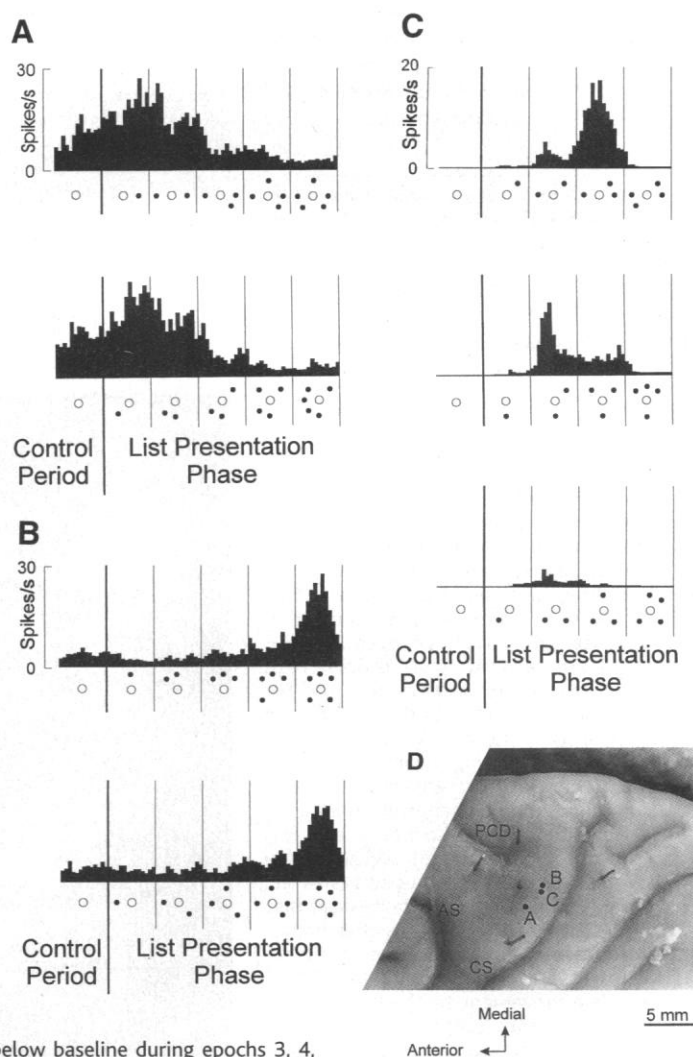 A
Spikes/s
30
0
Control
Period
List Presentation
Phase
B
Spikes/s
30
0
Control
Period
List Presentation
Phase
C
Spikes/s
20
0
Control
Period
List Presentation
Phase
D
PCD
AS
CS
A
B
C
Medial
Anterior
5 mm
below baseline during epochs 3, 4,